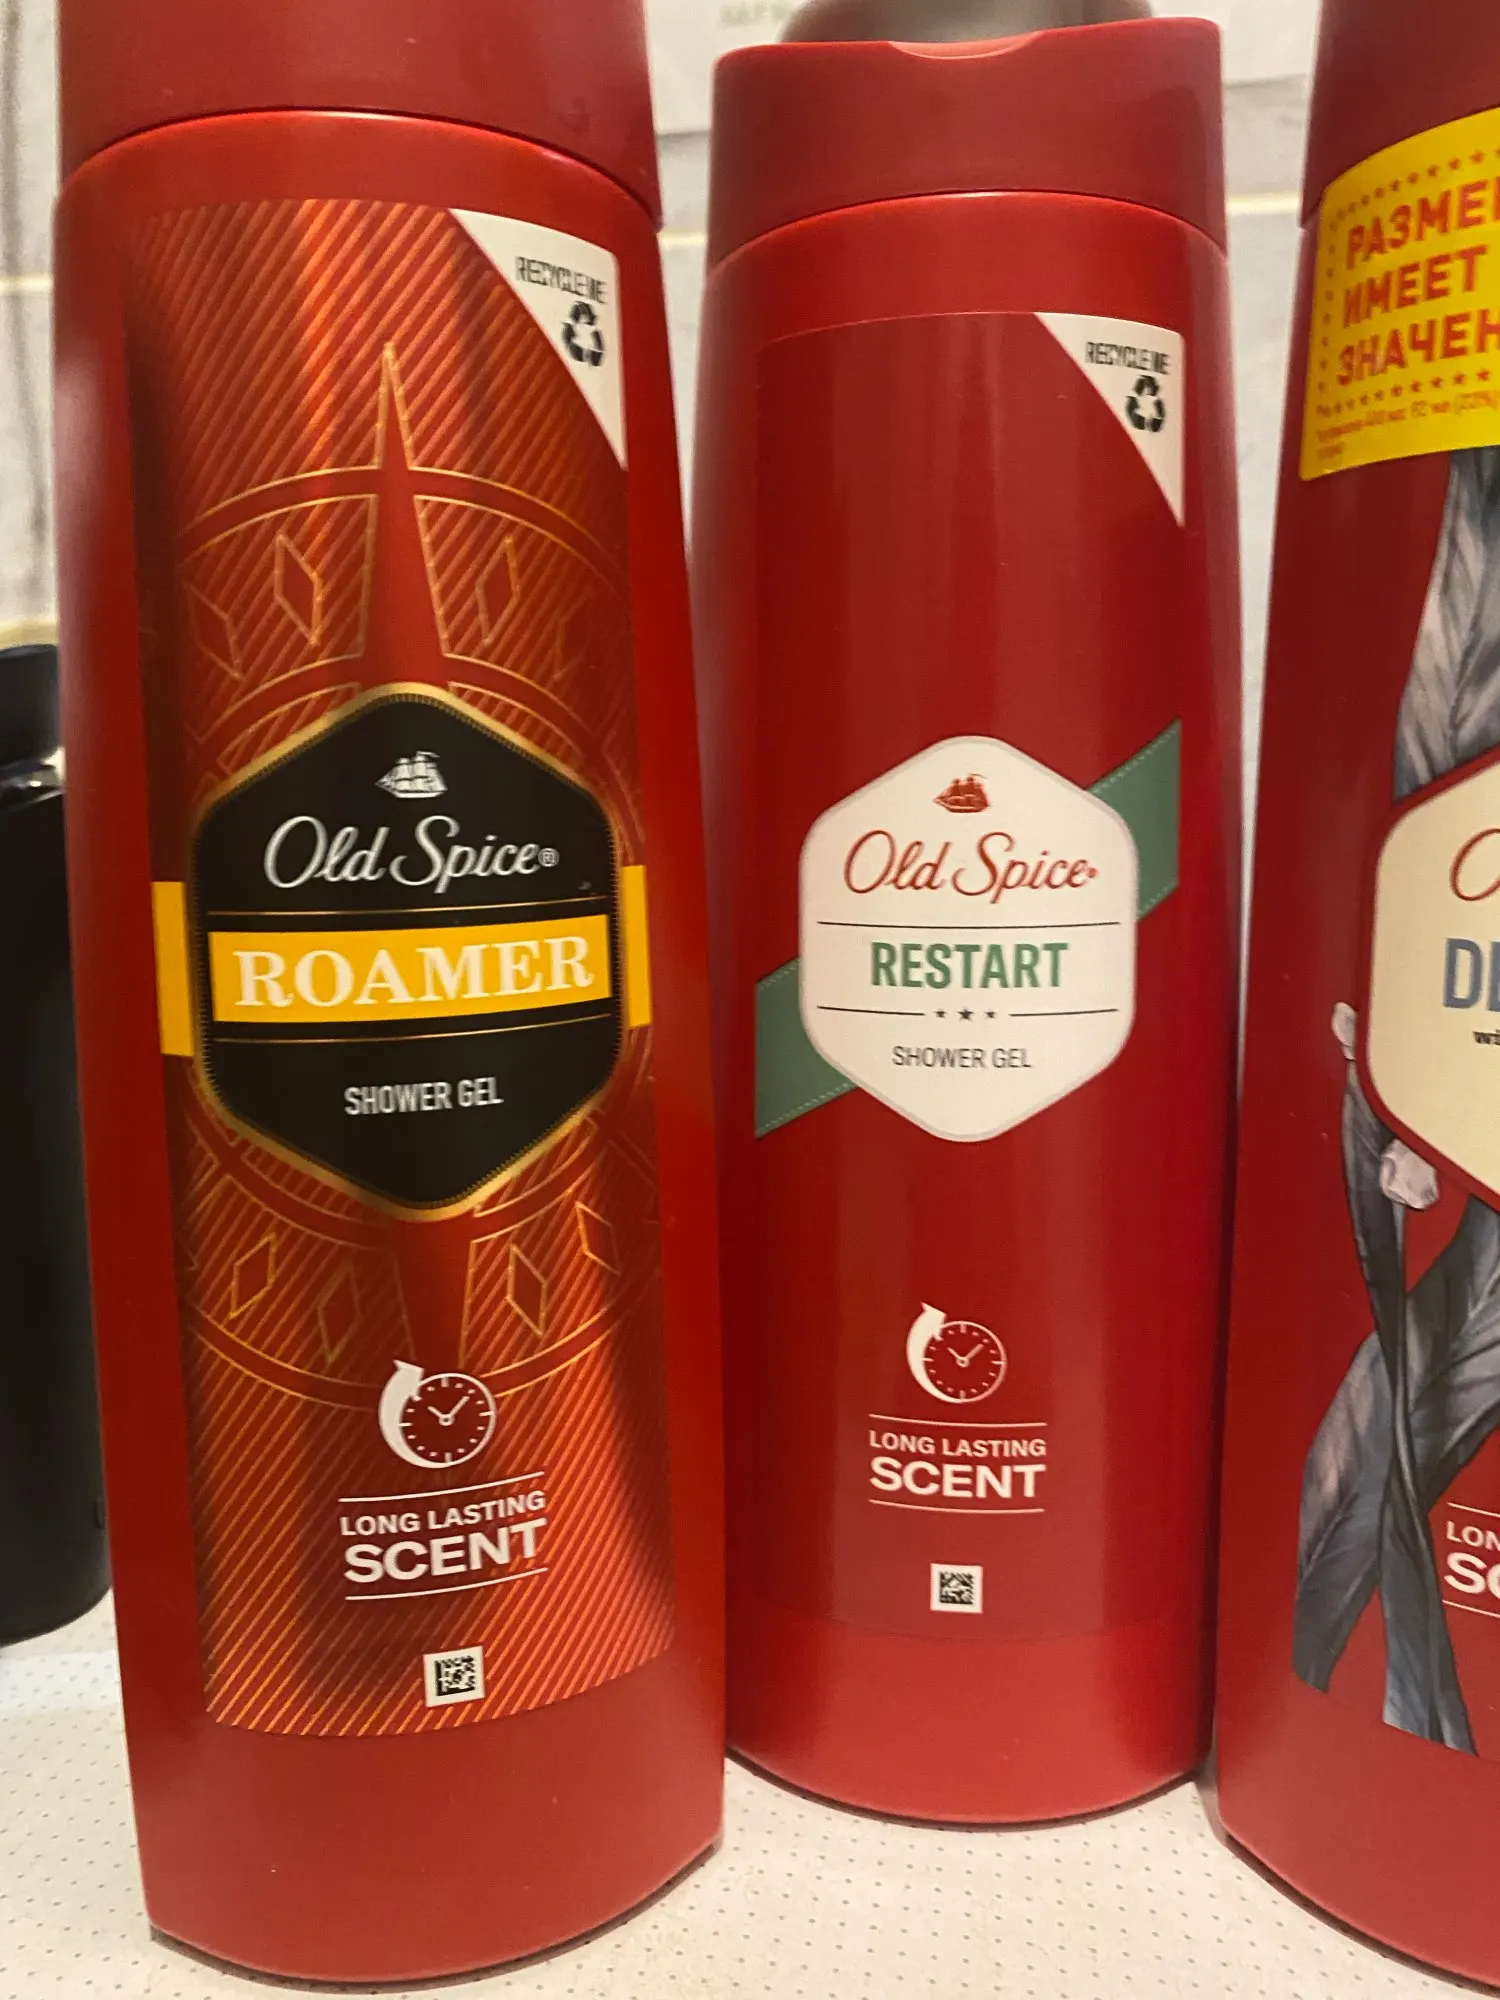 RECYCLE ME
Old Spice®
ROAMER
SHOWER GEL
LONG LASTING
SCENT
RECYCLE ME
Old Spice
RESTART
SHOWER GEL
LONG LASTING
SCENT
РАЗМЕ
ИМЕЕТ
ЗНАЧЕН
LON